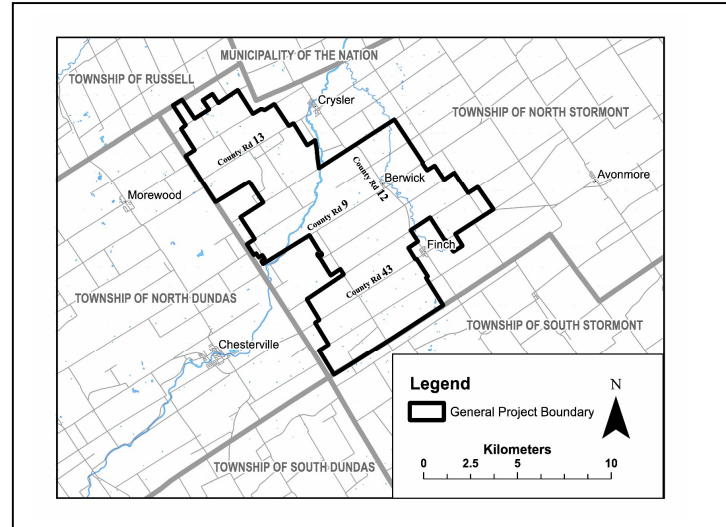 MUNICIPALITY OF THE NATION
TOWNSHIP OF RUSSELL
Crysler
TOWNSHIP OF NORTH STORMONT
County Rd 13
County Rd 12
Berwick
Avonmore
Morewood
County Rd 9
Finch
County Rd 43
TOWNSHIP OF NORTH DUNDAS
TOWNSHIP OF SOUTH STORMONT
Chesterville
Legend
N
General Project Boundary
Kilometers
0 2.5 5 10
TOWNSHIP OF SOUTH DUNDAS